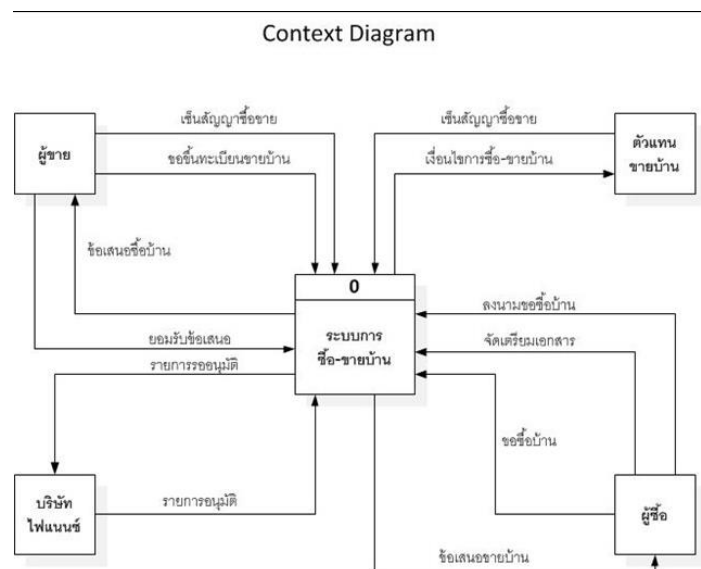 Context Diagram
เซ็นสัญญาซื้อขาย
เซ็นสัญญาซื้อขาย
ผู้ขาย
ขอขึ้นทะเบียนขายบ้าน
เงื่อนไขการซื้อ-ขายบ้าน
ตัวแทน
ขายบ้าน
ข้อเสนอซื้อบ้าน
0
ระบบการ
ซื้อ-ขายบ้าน
ลงนามขอซื้อบ้าน
ยอมรับข้อเสนอ
จัดเตรียมเอกสาร
รายการรออนุมัติ
ขอซื้อบ้าน
บริษัท
ไฟแนนซ์
รายการอนุมัติ
ผู้ซื้อ
ข้อเสนอขายบ้าน